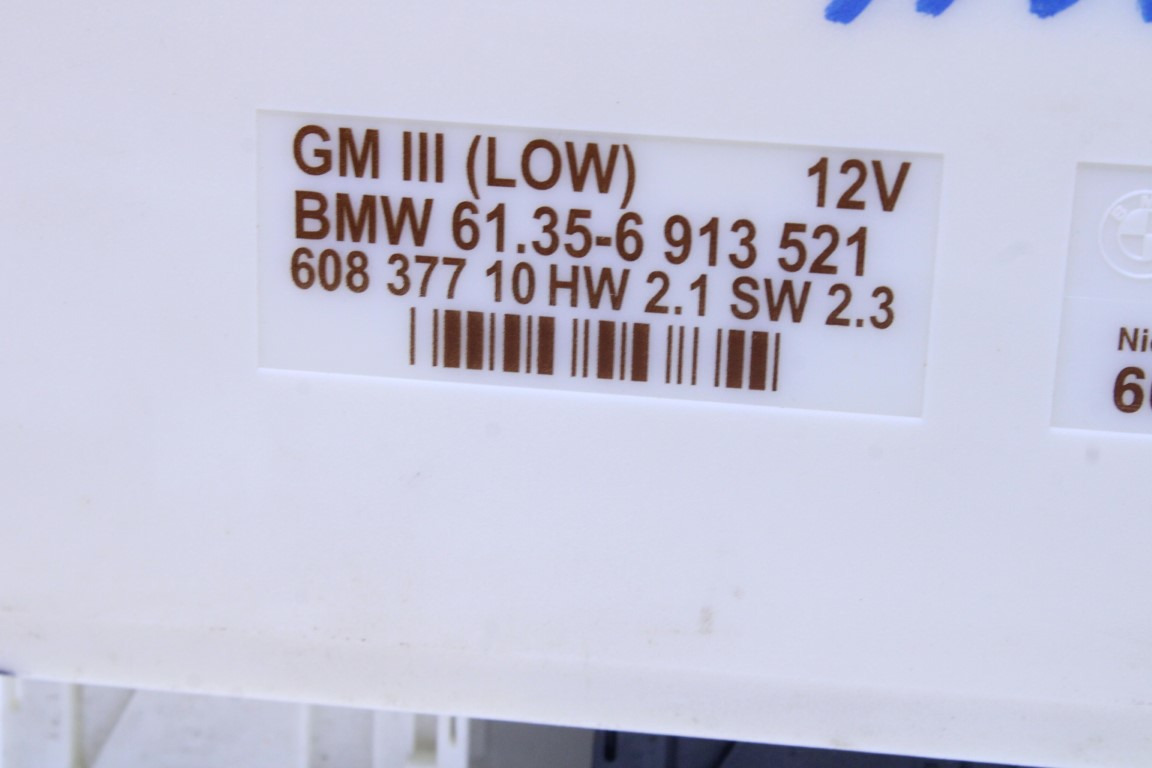 GM III (LOW) 12V
BMW 61.35-6 913 521
608 377 10 HW 2.1 SW 2.3